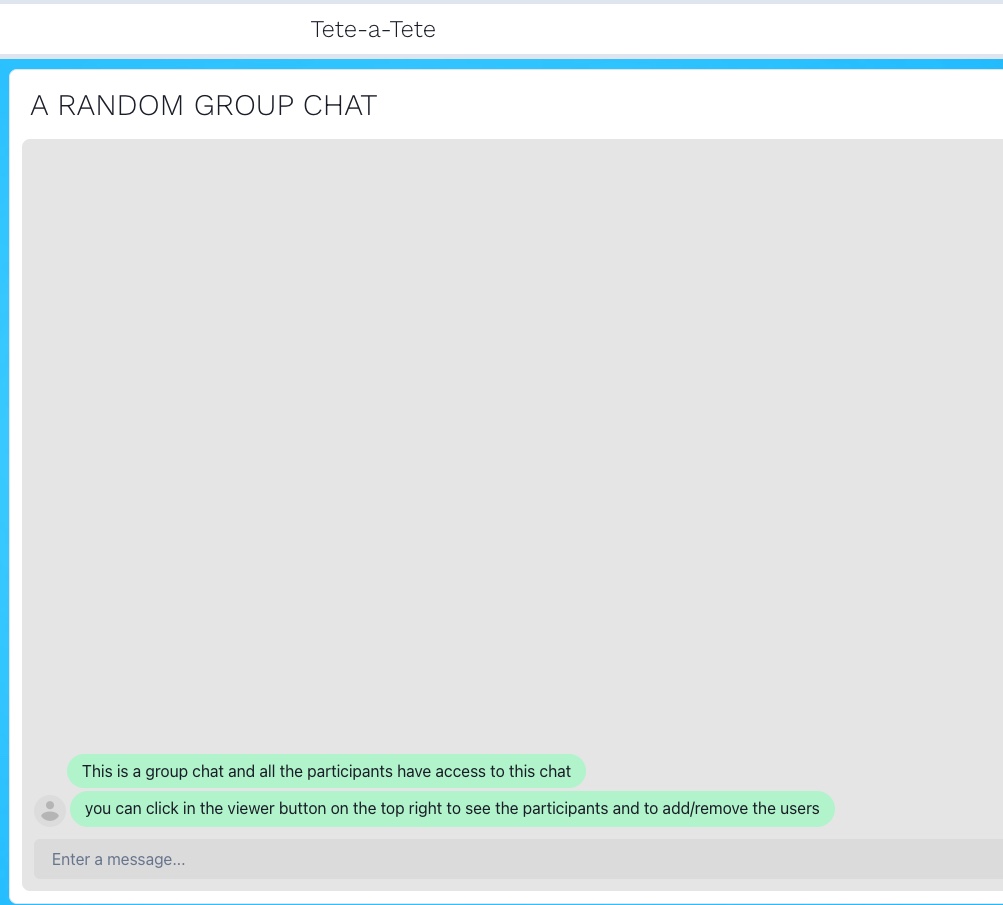 Tete-a-Tete
A RANDOM GROUP CHAT
This is a group chat and all the participants have access to this chat
you can click in the viewer button on the top right to see the participants and to add/remove the users
Enter a message...